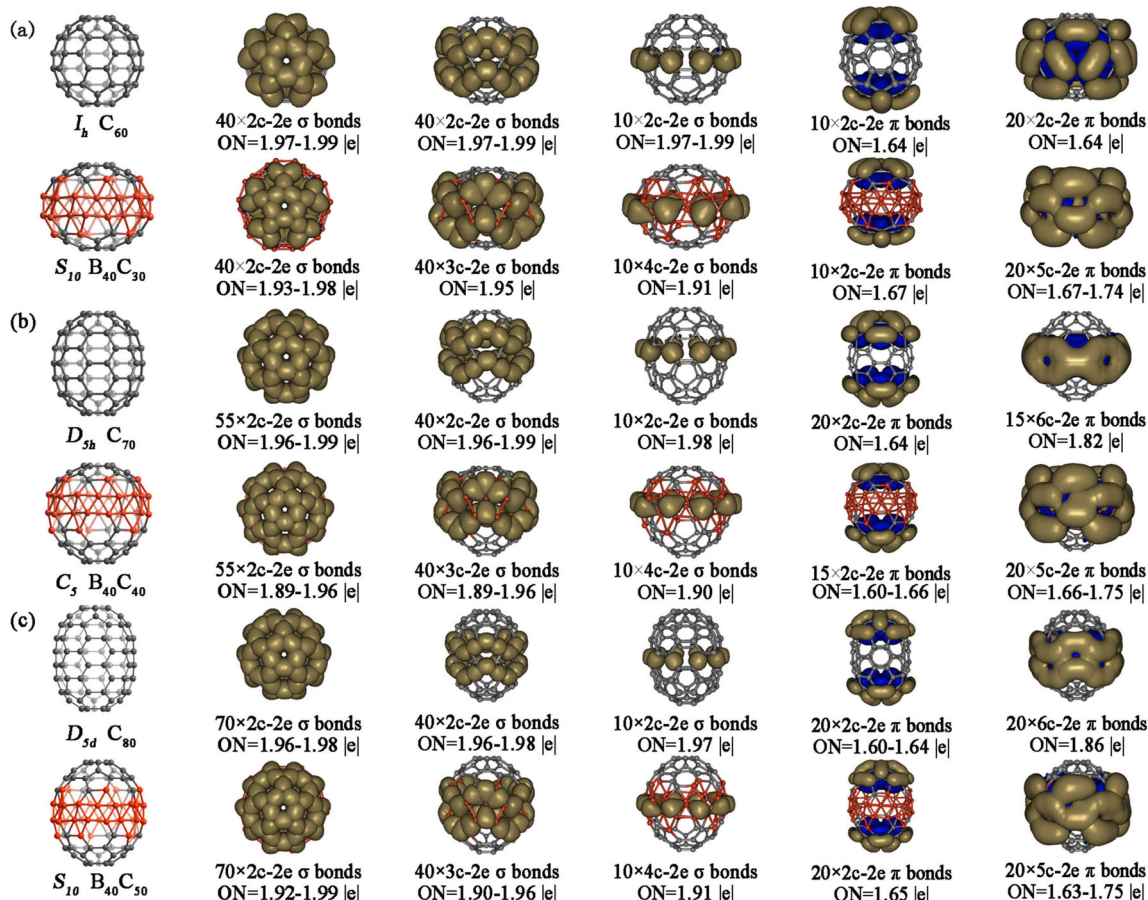 (a)
I_h C_60
40×2c-2e σ bonds
ON=1.97-1.99 |e|
40×2c-2e σ bonds
ON=1.97-1.99 |e|
10×2c-2e σ bonds
ON=1.97-1.99 |e|
10×2c-2e π bonds
ON=1.64 |e|
20×2c-2e π bonds
ON=1.64 |e|
S_10 B_40C_30
40×2c-2e σ bonds
ON=1.93-1.98 |e|
40×3c-2e σ bonds
ON=1.95 |e|
10×4c-2e σ bonds
ON=1.91 |e|
10×2c-2e π bonds
ON=1.67 |e|
20×5c-2e π bonds
ON=1.67-1.74 |e|
(b)
D_5h C_70
55×2c-2e σ bonds
ON=1.96-1.99 |e|
40×2c-2e σ bonds
ON=1.96-1.99 |e|
10×2c-2e σ bonds
ON=1.98 |e|
20×2c-2e π bonds
ON=1.64 |e|
15×6c-2e π bonds
ON=1.82 |e|
C_5 B_40C_40
55×2c-2e σ bonds
ON=1.89-1.96 |e|
40×3c-2e σ bonds
ON=1.89-1.96 |e|
10×4c-2e σ bonds
ON=1.90 |e|
15×2c-2e π bonds
ON=1.60-1.66 |e|
20×5c-2e π bonds
ON=1.66-1.75 |e|
(c)
D_5d C_80
70×2c-2e σ bonds
ON=1.96-1.98 |e|
40×2c-2e σ bonds
ON=1.96-1.98 |e|
10×2c-2e σ bonds
ON=1.97 |e|
20×2c-2e π bonds
ON=1.60-1.64 |e|
20×6c-2e π bonds
ON=1.86 |e|
S_10 B_40C_50
70×2c-2e σ bonds
ON=1.92-1.99 |e|
40×3c-2e σ bonds
ON=1.90-1.96 |e|
10×4c-2e σ bonds
ON=1.91 |e|
20×2c-2e π bonds
ON=1.65 |e|
20×5c-2e π bonds
ON=1.63-1.75 |e|